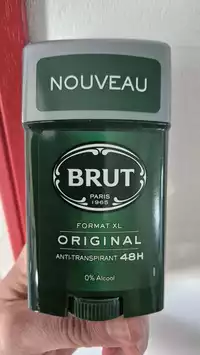 NOUVEAU
BRUT
PARIS
1965
FORMAT XL
ORIGINAL
ANTI-TRANSPIRANT 48H
0% Alcool